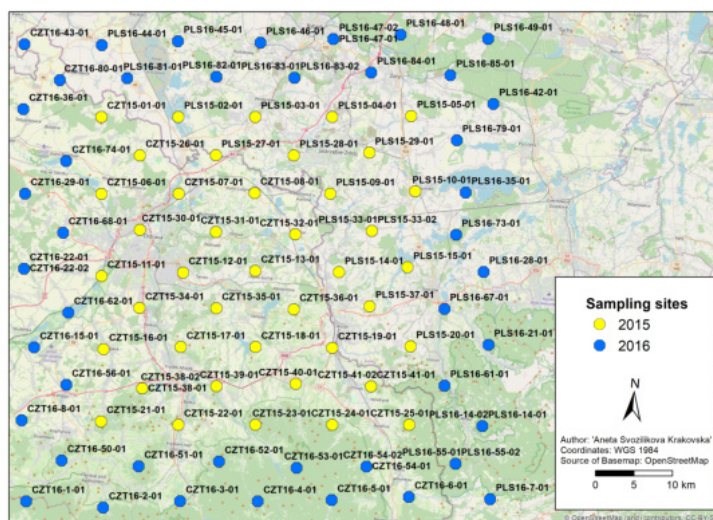 CZT16-43-01 PLS16-44-01 PLS16-45-01 PLS16-46-01 PLS16-47-02 PLS16-48-01 PLS16-49-01
PLS16-47-01
CZT16-80-01 PLS16-81-01 PLS16-82-01 PLS16-83-01 PLS16-83-02 PLS16-84-01 PLS16-85-01
CZT16-36-01 CZT15-01-01 PLS15-02-01 PLS15-03-01 PLS15-04-01 PLS15-05-01 PLS16-42-01
CZT16-74-01 CZT15-26-01 PLS15-27-01 PLS15-28-01 PLS15-29-01 PLS16-79-01
CZT16-29-01 CZT15-06-01 CZT15-07-01 CZT15-08-01 PLS15-09-01 PLS15-10-01 PLS16-35-01
CZT16-68-01 CZT15-30-01 CZT15-31-01 CZT15-32-01 PLS15-33-01 PLS15-33-02 PLS16-73-01
CZT16-22-01
CZT16-22-02 CZT15-11-01 CZT15-12-01 CZT15-13-01 PLS15-14-01 PLS15-15-01 PLS16-28-01
CZT16-62-01 CZT15-34-01 CZT15-35-01 CZT15-36-01 PLS15-37-01 PLS16-67-01
CZT16-15-01 CZT15-16-01 CZT15-17-01 CZT15-18-01 CZT15-19-01 PLS15-20-01 PLS16-21-01
CZT16-56-01 CZT15-38-02 CZT15-39-01 CZT15-40-01 CZT15-41-02 CZT15-41-01 PLS16-61-01
CZT15-38-01
CZT16-8-01 CZT15-21-01 CZT15-22-01 CZT15-23-01 CZT15-24-01 CZT15-25-01 PLS16-14-02 PLS16-14-01
CZT16-50-01 CZT16-51-01 CZT16-52-01 CZT16-53-01 CZT16-54-02 PLS16-55-01 PLS16-55-02
CZT16-54-01
CZT16-1-01 CZT16-2-01 CZT16-3-01 CZT16-4-01 CZT16-5-01 CZT16-6-01 PLS16-7-01
Sampling sites
2015
2016
N
Author: 'Aneta Svozilikova Krakovska'
Coordinates: WGS 1984
Source of Basemap: OpenStreetMap
0 5 10 km
© OpenStreetMap (and) contributors, CC-BY-S